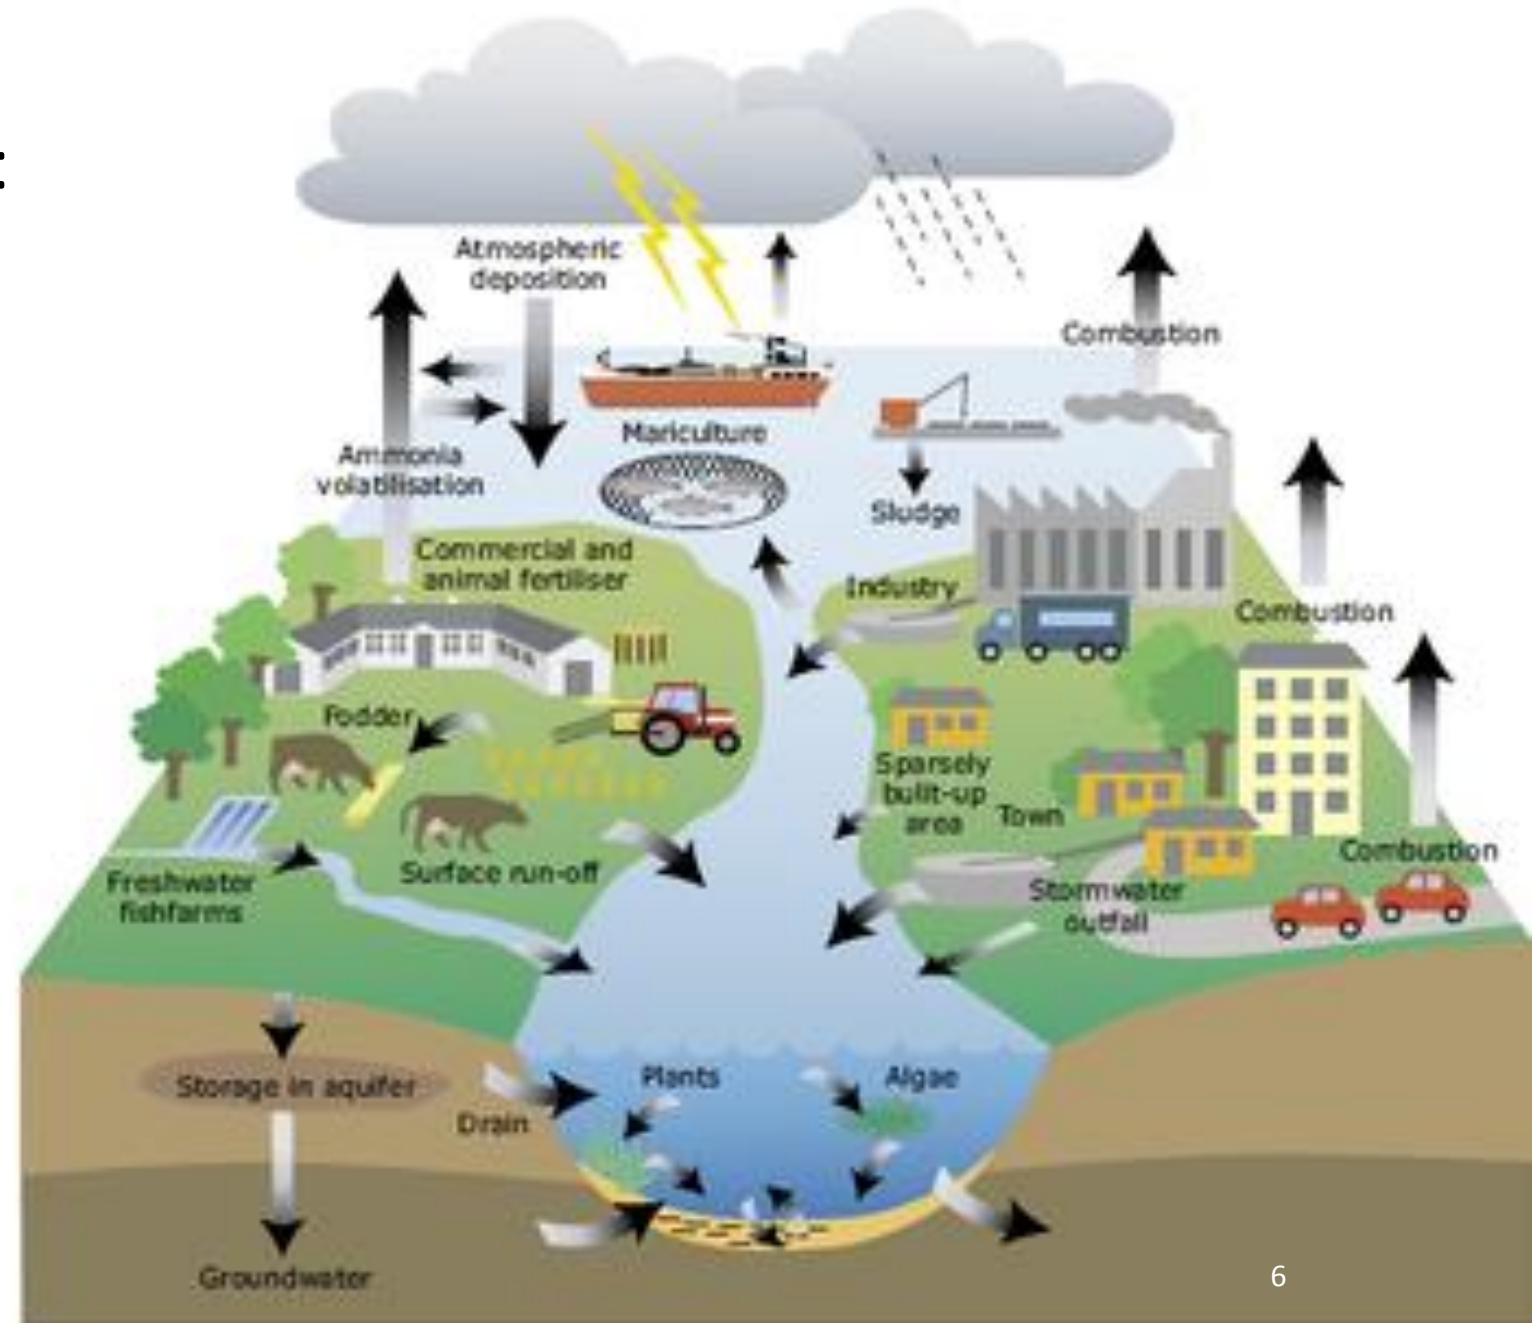 :
Atmospheric
deposition
Combustion
Mariculture
Ammonia
volatilisation
Sludge
Commercial and
animal fertiliser
Industry
Combustion
Fodder
Sparsely
built-up
area
Town
Combustion
Surface run-off
Freshwater
fishfarms
Stormwater
outfall
Plants
Algae
Storage in aquifer
Drain
Groundwater
6